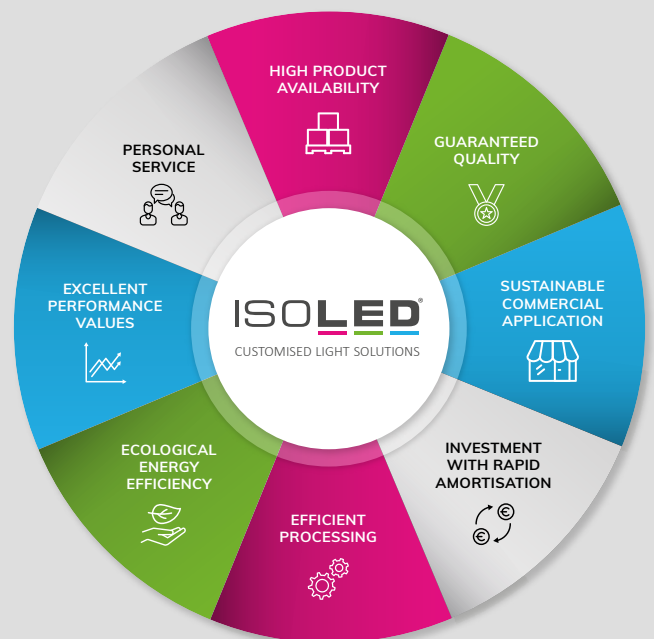 HIGH PRODUCT
AVAILABILITY
GUARANTEED
QUALITY
SUSTAINABLE
COMMERCIAL
APPLICATION
INVESTMENT
WITH RAPID
AMORTISATION
EFFICIENT
PROCESSING
ECOLOGICAL
ENERGY
EFFICIENCY
EXCELLENT
PERFORMANCE
VALUES
PERSONAL
SERVICE
ISOLED®
CUSTOMISED LIGHT SOLUTIONS